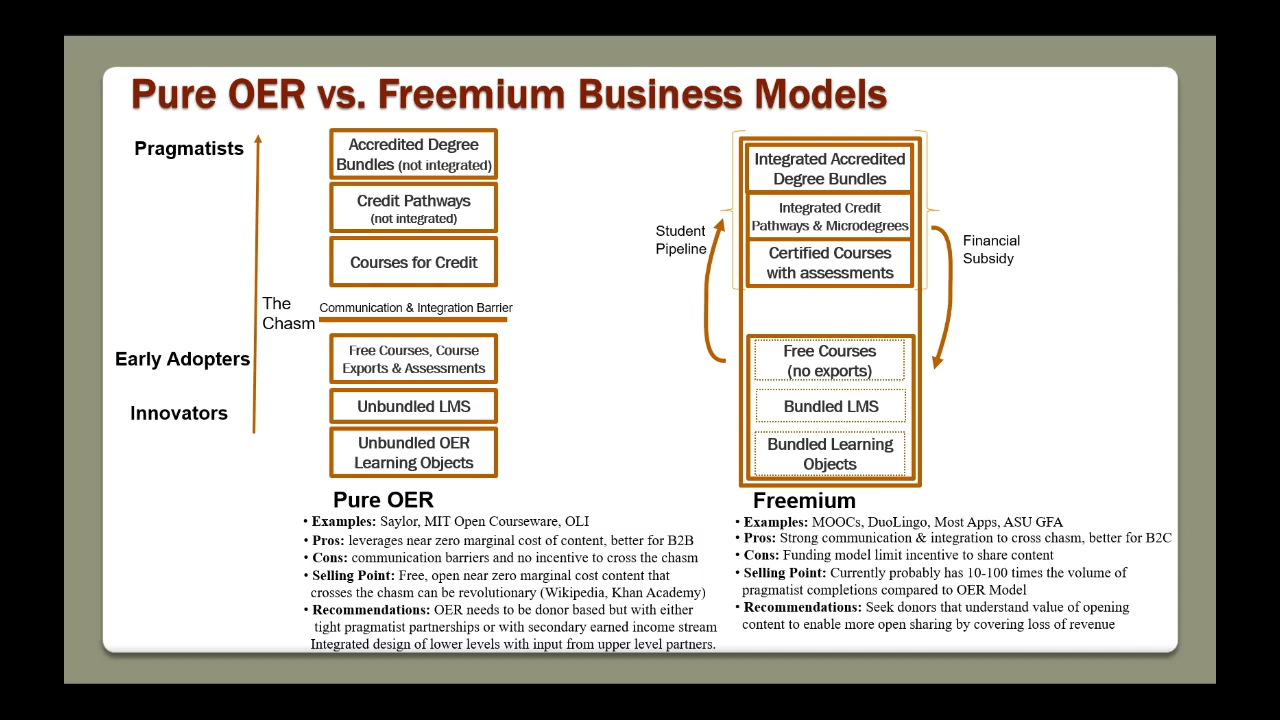 Pure OER vs. Freemium Business Models
Pragmatists
Accredited Degree
Bundles (not integrated)
Credit Pathways
(not integrated)
Courses for Credit
The
Chasm
Communication & Integration Barrier
Early Adopters
Free Courses, Course
Exports & Assessments
Innovators
Unbundled LMS
Unbundled OER
Learning Objects
Pure OER
• Examples: Saylor, MIT Open Courseware, OLI
• Pros: leverages near zero marginal cost of content, better for B2B
• Cons: communication barriers and no incentive to cross the chasm
• Selling Point: Free, open near zero marginal cost content that
crosses the chasm can be revolutionary (Wikipedia, Khan Academy)
• Recommendations: OER needs to be donor based but with either
tight pragmatist partnerships or with secondary earned income stream
Integrated design of lower levels with input from upper level partners.
Integrated Accredited
Degree Bundles
Integrated Credit
Pathways & Microdegrees
Certified Courses
with assessments
Student
Pipeline
Financial
Subsidy
Free Courses
(no exports)
Bundled LMS
Bundled Learning
Objects
Freemium
• Examples: MOOCs, DuoLingo, Most Apps, ASU GFA
• Pros: Strong communication & integration to cross chasm, better for B2C
• Cons: Funding model limit incentive to share content
• Selling Point: Currently probably has 10-100 times the volume of
pragmatist completions compared to OER Model
• Recommendations: Seek donors that understand value of opening
content to enable more open sharing by covering loss of revenue